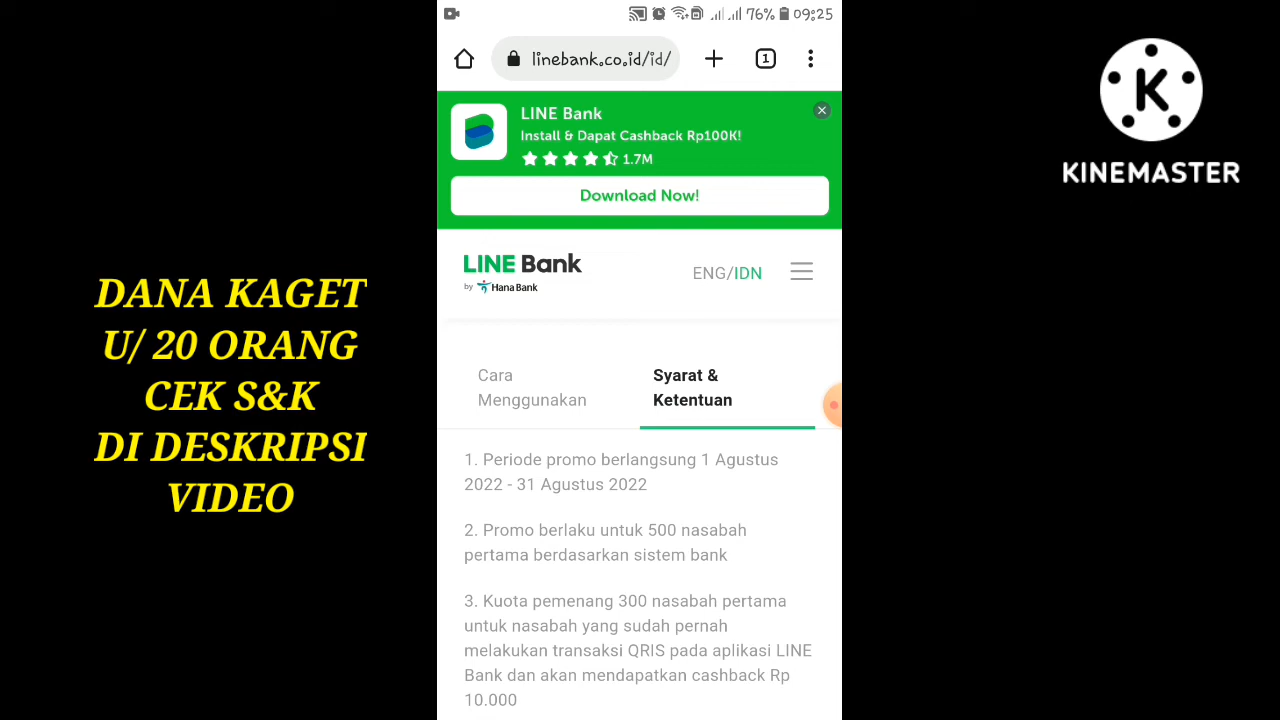 76% 09:25
linebank.co.id/id/
1
LINE Bank
Install & Dapat Cashback Rp100K!
1.7M
Download Now!
LINE Bank
by Hana Bank
ENG/IDN
Cara
Menggunakan
Syarat &
Ketentuan
1. Periode promo berlangsung 1 Agustus
2022 - 31 Agustus 2022
2. Promo berlaku untuk 500 nasabah
pertama berdasarkan sistem bank
3. Kuota pemenang 300 nasabah pertama
untuk nasabah yang sudah pernah
melakukan transaksi QRIS pada aplikasi LINE
Bank dan akan mendapatkan cashback Rp
10.000
DANA KAGET
U/ 20 ORANG
CEK S&K
DI DESKRIPSI
VIDEO
K
KINEMASTER